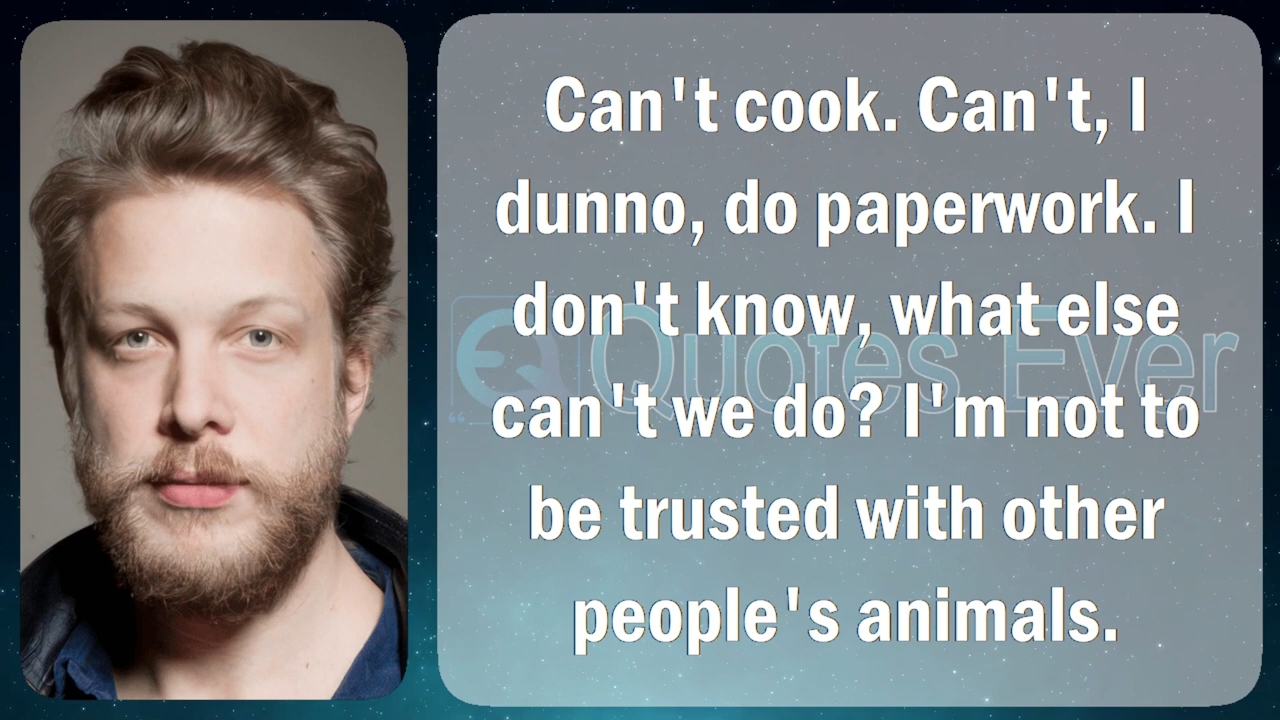 Can't cook. Can't, I
dunno, do paperwork. I
don't know, what else
can't we do? I'm not to
be trusted with other
people's animals.
EQ Quotes Ever